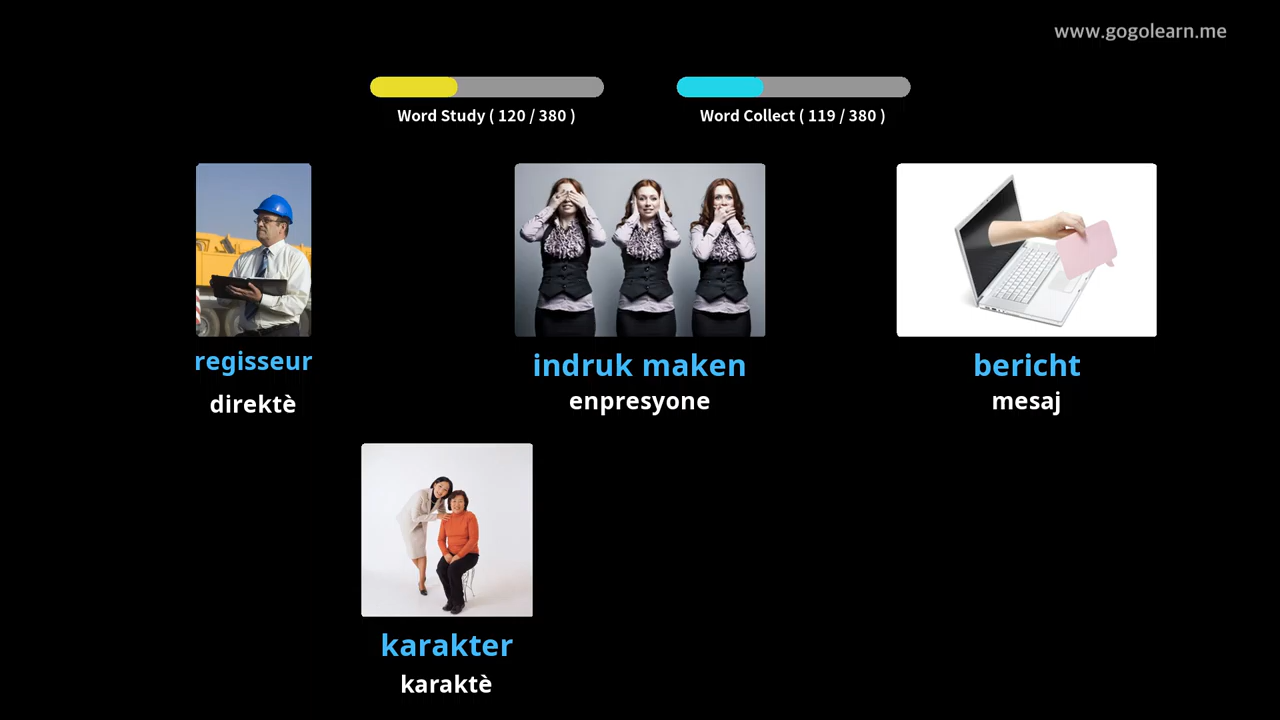 www.gogolearn.me
Word Study ( 120 / 380 )
Word Collect ( 119 / 380 )
regisseur
direktè
indruk maken
enpresyone
bericht
mesaj
karakter
karaktè